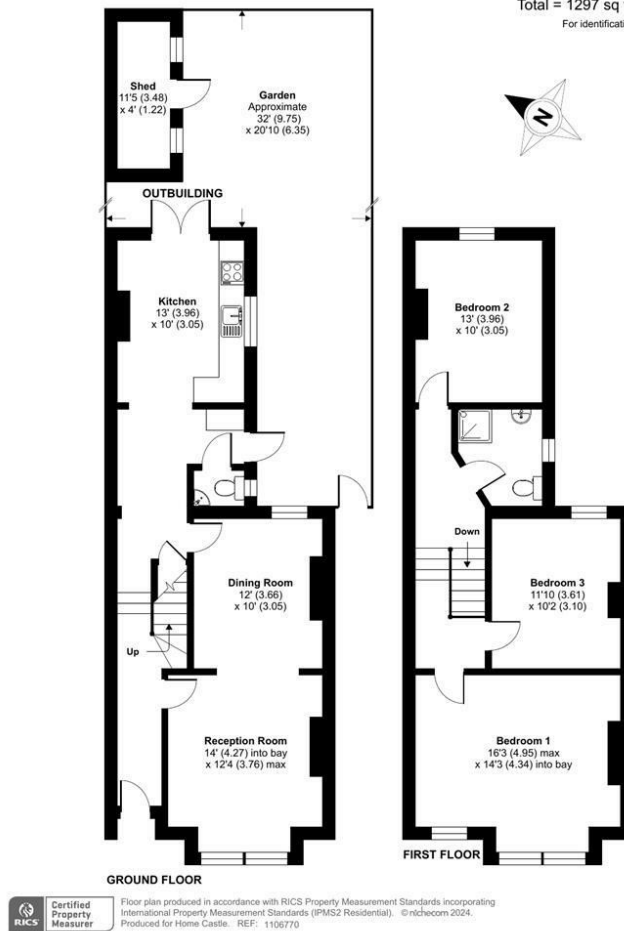 Total = 1297 sq
For identificati
Shed
11'5 (3.48)
x 4' (1.22)
Garden
Approximate
32' (9.75)
x 20'10 (6.35)
N
OUTBUILDING
Kitchen
13' (3.96)
x 10' (3.05)
Bedroom 2
13' (3.96)
x 10' (3.05)
Down
Dining Room
12' (3.66)
x 10' (3.05)
Bedroom 3
11'10 (3.61)
x 10'2 (3.10)
Up
Reception Room
14' (4.27) into bay
x 12'4 (3.76) max
Bedroom 1
16'3 (4.95) max
x 14'3 (4.34) into bay
FIRST FLOOR
GROUND FLOOR
RICS
Certified
Property
Measurer
Floor plan produced in accordance with RICS Property Measurement Standards incorporating
International Property Measurement Standards (IPMS2 Residential). ©nichecom 2024.
Produced for Home Castle. REF: 1106770